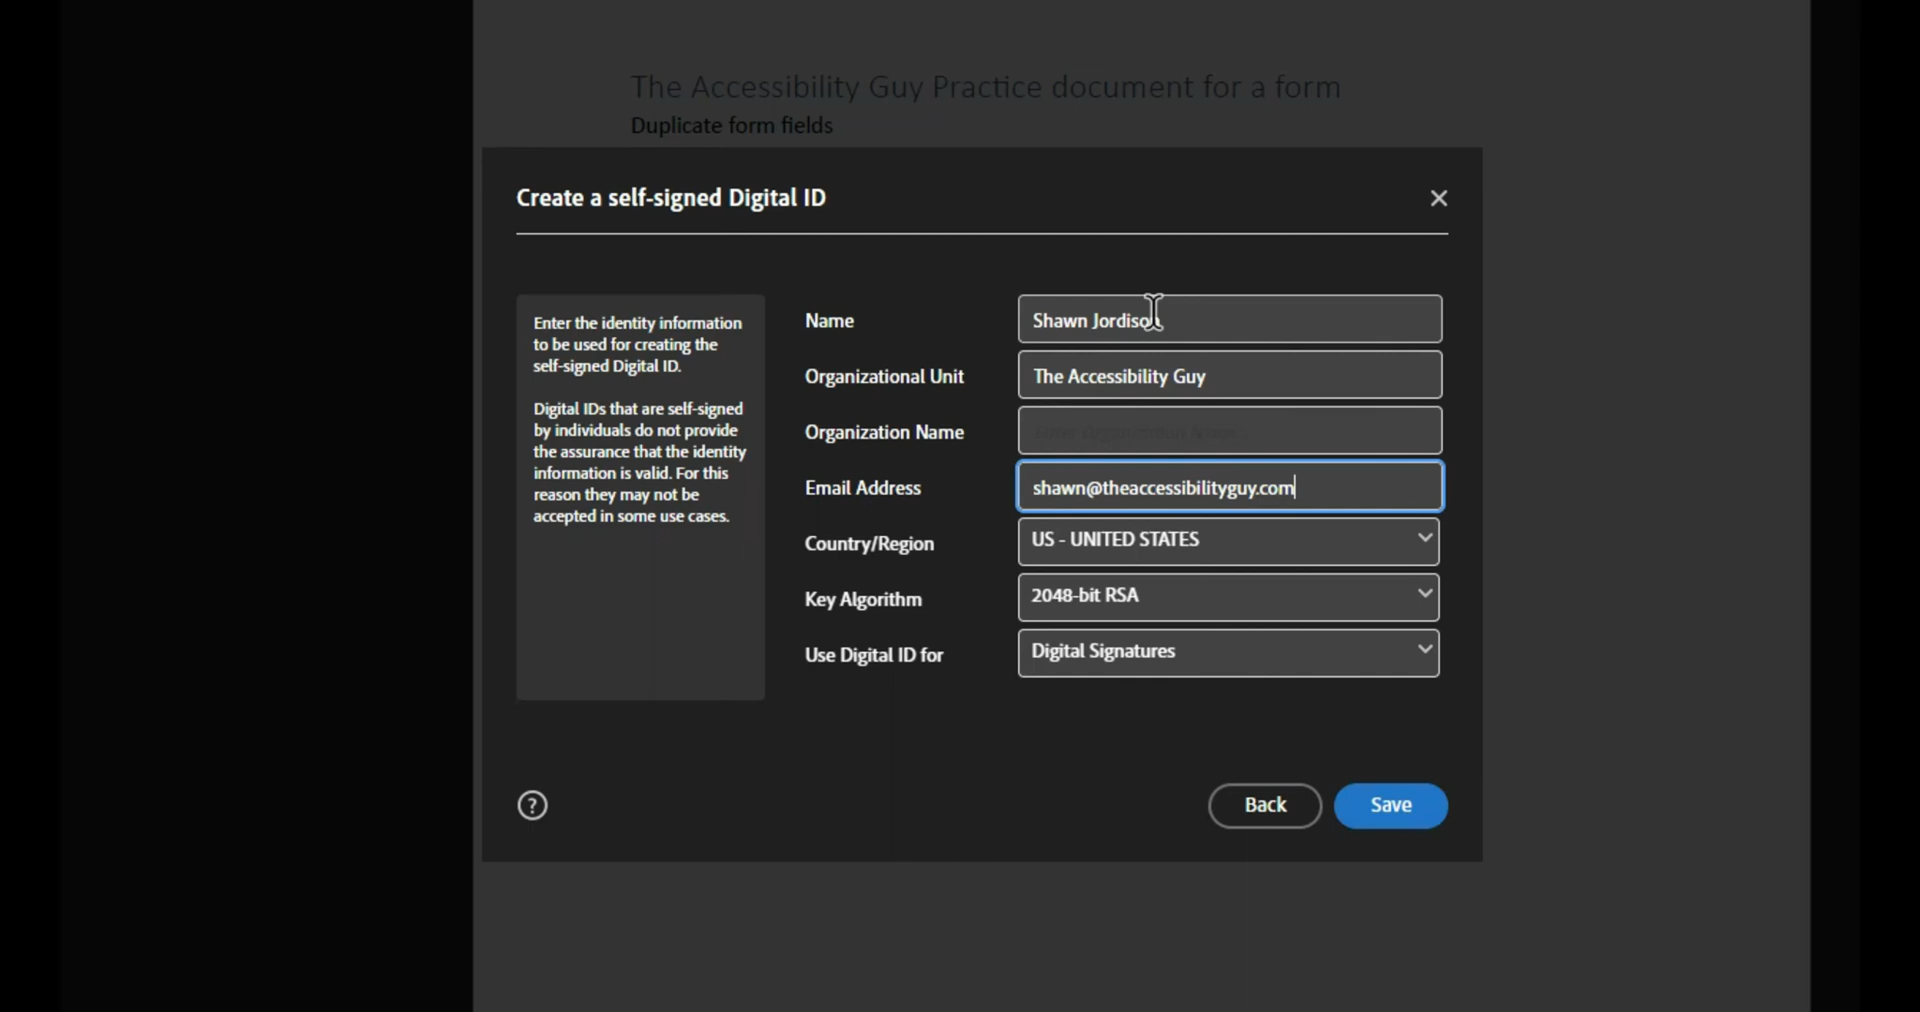 The Accessibility Guy Practice document for a form
Duplicate form fields
Create a self-signed Digital ID
Enter the identity information
to be used for creating the
self-signed Digital ID.
Digital IDs that are self-signed
by individuals do not provide
the assurance that the identity
information is valid. For this
reason they may not be
accepted in some use cases.
Name
Shawn Jordison
Organizational Unit
The Accessibility Guy
Organization Name
Enter Organization Name...
Email Address
shawn@theaccessibilityguy.com
Country/Region
US - UNITED STATES
Key Algorithm
2048-bit RSA
Use Digital ID for
Digital Signatures
?
Back
Save